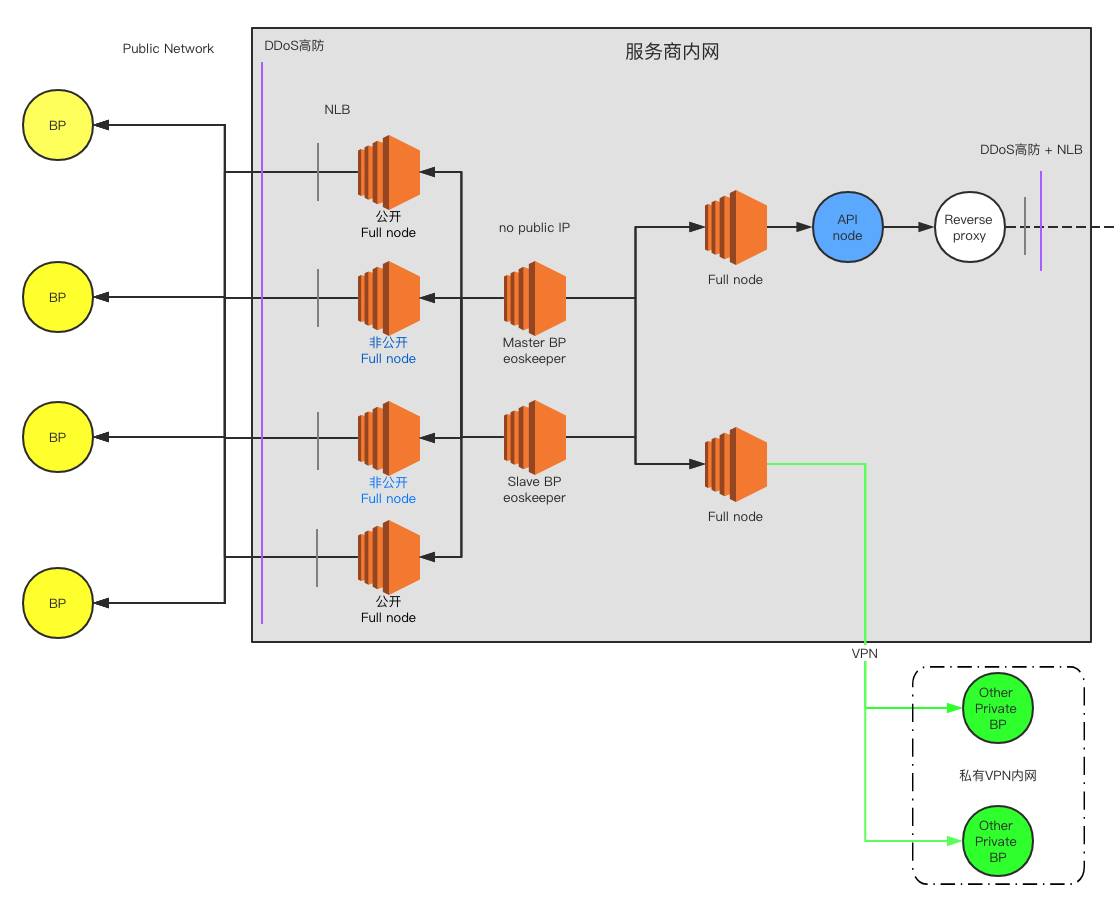 Public Network
DDoS高防
服务商内网
NLB
DDoS高防 + NLB
BP
公开
Full node
no public IP
API
node
Reverse
proxy
Full node
BP
非公开
Full node
Master BP
eoskeeper
BP
非公开
Full node
Slave BP
eoskeeper
Full node
BP
公开
Full node
VPN
Other
Private
BP
私有VPN内网
Other
Private
BP